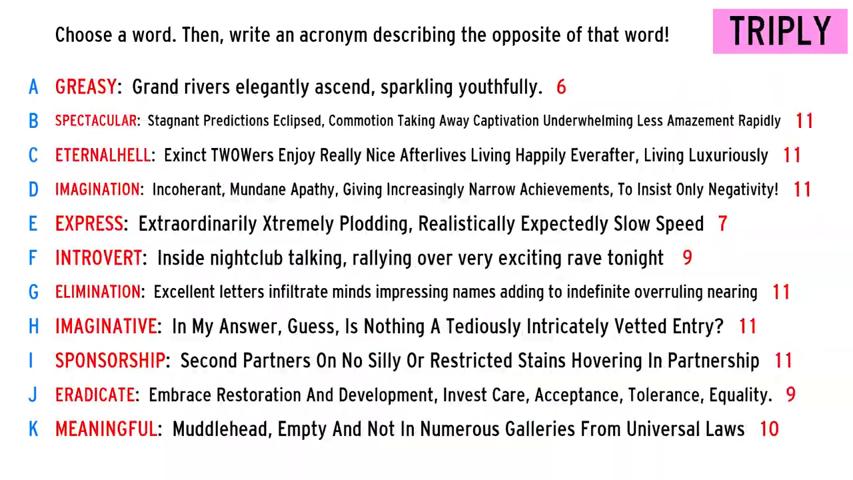 Choose a word. Then, write an acronym describing the opposite of that word!
TRIPLY
A GREASY: Grand rivers elegantly ascend, sparkling youthfully. 6
B SPECTACULAR: Stagnant Predictions Eclipsed, Commotion Taking Away Captivation Underwhelming Less Amazement Rapidly 11
C ETERNALHELL: Exinct TWOWers Enjoy Really Nice Afterlives Living Happily Everafter, Living Luxuriously 11
D IMAGINATION: Incoherant, Mundane Apathy, Giving Increasingly Narrow Achievements, To Insist Only Negativity! 11
E EXPRESS: Extraordinarily Xtremely Plodding, Realistically Expectedly Slow Speed 7
F INTROVERT: Inside nightclub talking, rallying over very exciting rave tonight 9
G ELIMINATION: Excellent letters infiltrate minds impressing names adding to indefinite overruling nearing 11
H IMAGINATIVE: In My Answer, Guess, Is Nothing A Tediously Intricately Vetted Entry? 11
I SPONSORSHIP: Second Partners On No Silly Or Restricted Stains Hovering In Partnership 11
J ERADICATE: Embrace Restoration And Development, Invest Care, Acceptance, Tolerance, Equality. 9
K MEANINGFUL: Muddlehead, Empty And Not In Numerous Galleries From Universal Laws 10